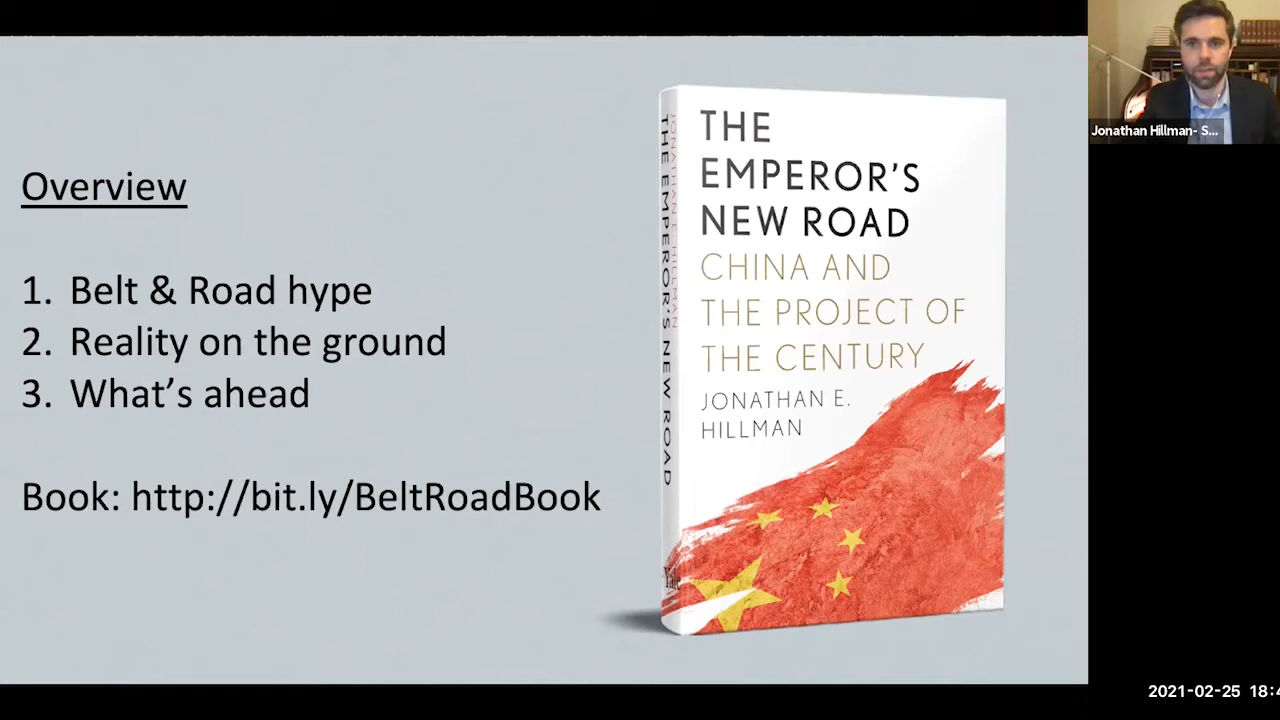 Overview
1. Belt & Road hype
2. Reality on the ground
3. What's ahead
Book: http://bit.ly/BeltRoadBook
JONATHAN E. HILLMAN
THE EMPEROR'S NEW ROAD
Yale
THE
EMPEROR'S
NEW ROAD
CHINA AND
THE PROJECT OF
THE CENTURY
JONATHAN E.
HILLMAN
Jonathan Hillman- S...
2021-02-25 18:4